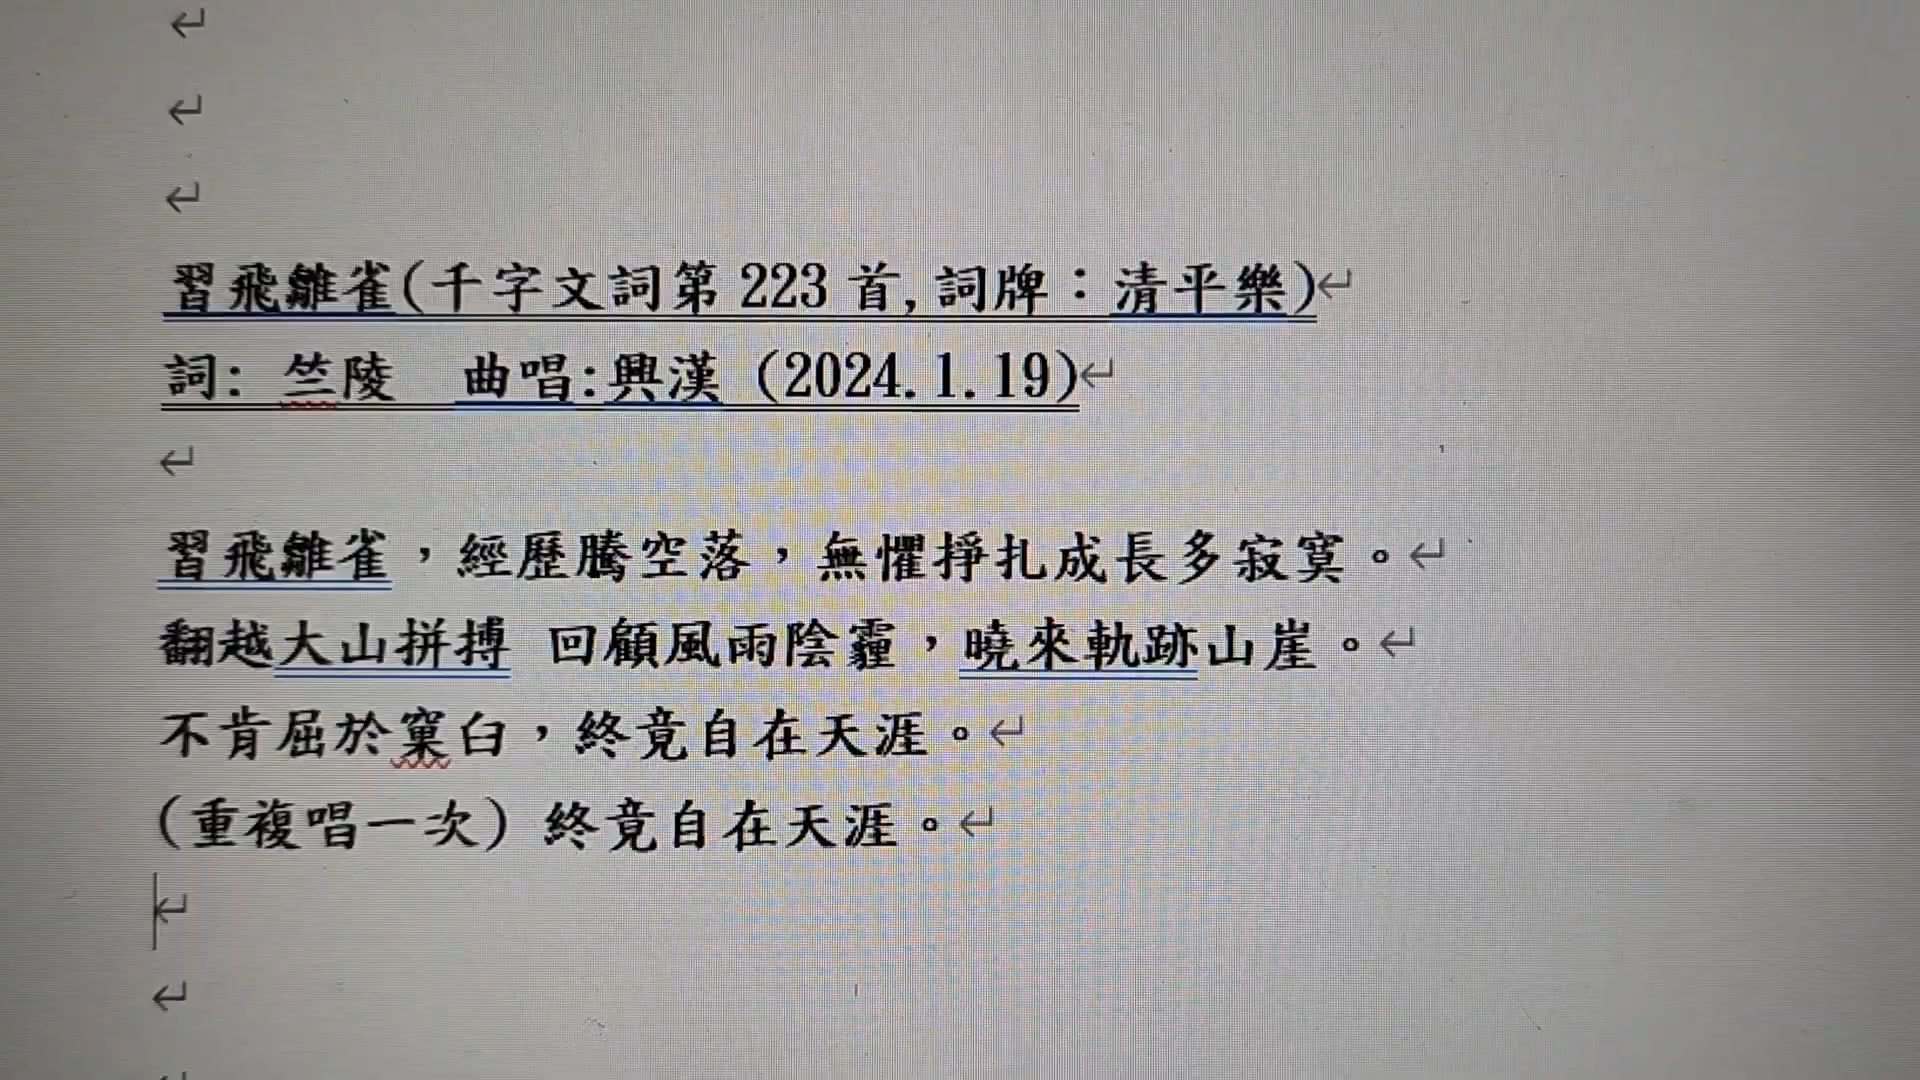 習飛雛雀(千字文詞第 223 首,詞牌：清平樂)
詞: 竺陵　曲唱:興漢 (2024.1.19)
習飛雛雀，經歷騰空落，無懼掙扎成長多寂寞。
翻越大山拼搏 回顧風雨陰霾，曉來軌跡山崖。
不肯屈於窠臼，終竟自在天涯。
(重複唱一次) 終竟自在天涯。